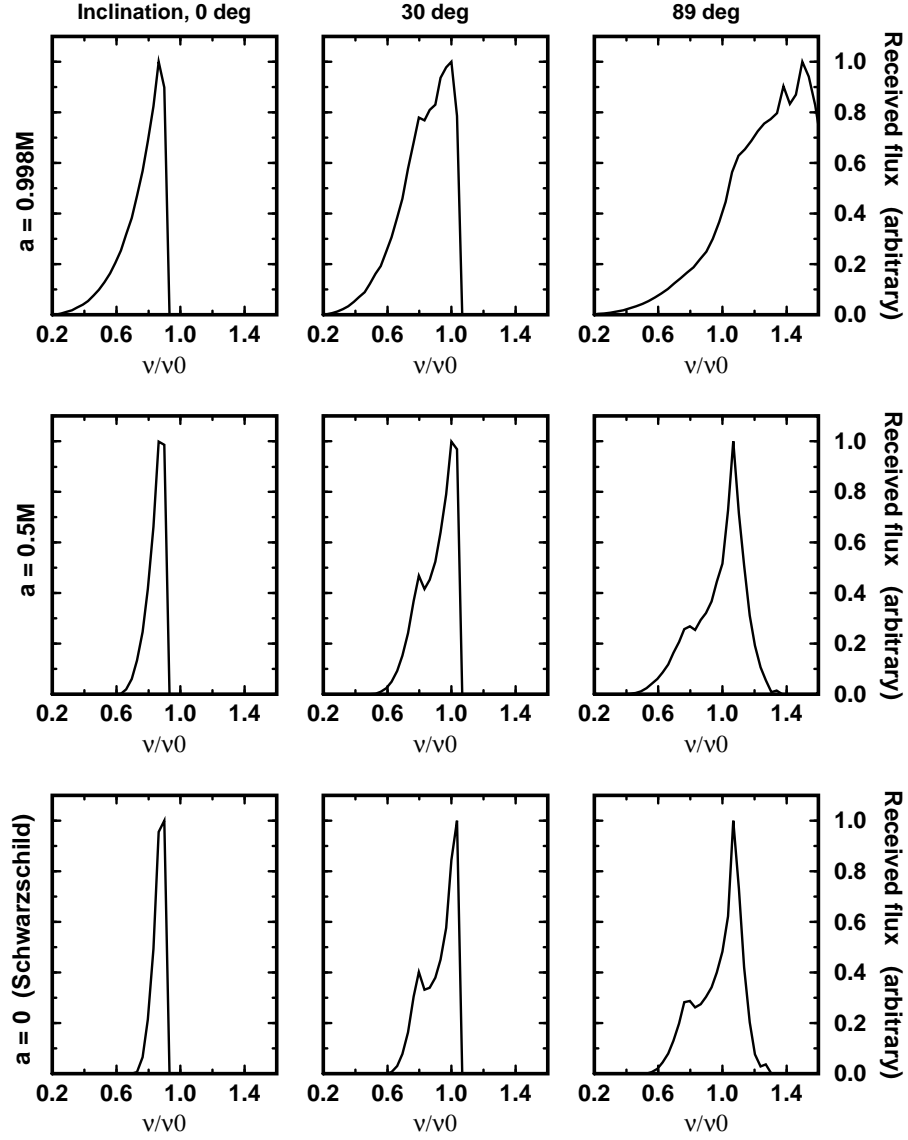 Inclination, 0 deg
30 deg
89 deg
a = 0.998M
0.2 0.6 1.0 1.4
ν/ν0
0.2 0.6 1.0 1.4
ν/ν0
0.2 0.6 1.0 1.4
ν/ν0
1.0
0.8
0.6
0.4
0.2
0.0
Received flux (arbitrary)
a = 0.5M
0.2 0.6 1.0 1.4
ν/ν0
0.2 0.6 1.0 1.4
ν/ν0
0.2 0.6 1.0 1.4
ν/ν0
1.0
0.8
0.6
0.4
0.2
0.0
Received flux (arbitrary)
a = 0 (Schwarzschild)
0.2 0.6 1.0 1.4
ν/ν0
0.2 0.6 1.0 1.4
ν/ν0
0.2 0.6 1.0 1.4
ν/ν0
1.0
0.8
0.6
0.4
0.2
0.0
Received flux (arbitrary)